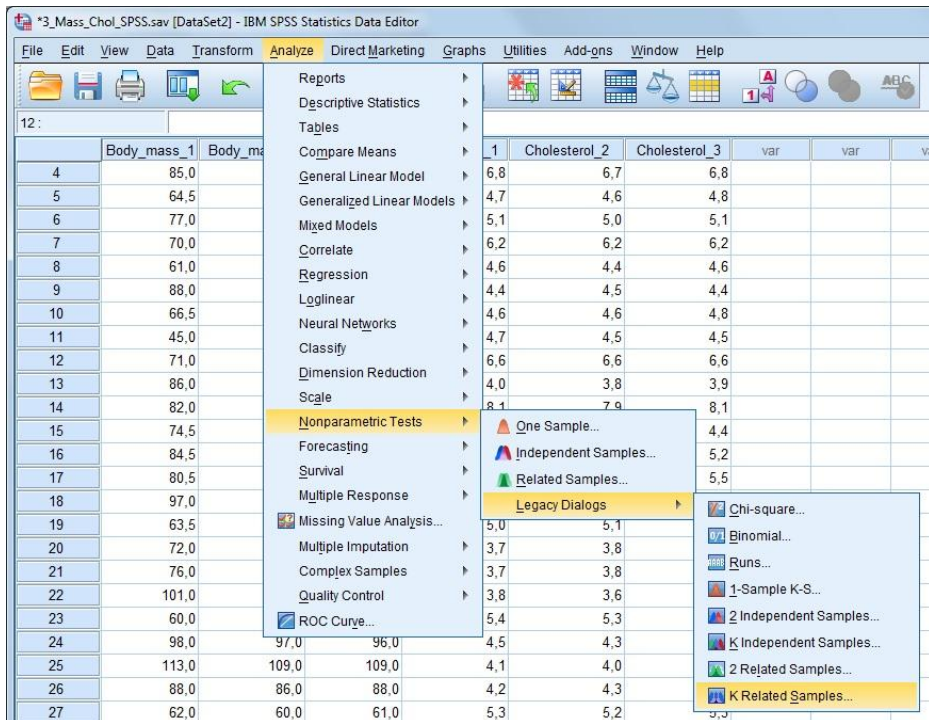 *3_Mass_Chol_SPSS.sav [DataSet2] - IBM SPSS Statistics Data Editor
File Edit View Data Transform Analyze Direct Marketing Graphs Utilities Add-ons Window Help
12 :
Body_mass_1 Body_ma _1 Cholesterol_2 Cholesterol_3 var var
4 85,0 6,8 6,7 6,8
5 64,5 4,7 4,6 4,8
6 77,0 5,1 5,0 5,1
7 70,0 6,2 6,2 6,2
8 61,0 4,6 4,4 4,6
9 88,0 4,4 4,5 4,4
10 66,5 4,6 4,6 4,8
11 45,0 4,7 4,5 4,5
12 71,0 6,6 6,6 6,6
13 86,0 4,0 3,8 3,9
14 82,0 8,1 7,9 8,1
15 74,5 4,4
16 84,5 5,2
17 80,5 5,5
18 97,0
19 63,5 5,0 5,1
20 72,0 3,7 3,8
21 76,0 3,7 3,8
22 101,0 3,8 3,6
23 60,0 5,4 5,3
24 98,0 97,0 96,0 4,5 4,3
25 113,0 109,0 109,0 4,1 4,0
26 88,0 86,0 88,0 4,2 4,3
27 62,0 60,0 61,0 5,3 5,2 5,3
Reports
Descriptive Statistics
Tables
Compare Means
General Linear Model
Generalized Linear Models
Mixed Models
Correlate
Regression
Loglinear
Neural Networks
Classify
Dimension Reduction
Scale
Nonparametric Tests
Forecasting
Survival
Multiple Response
Missing Value Analysis...
Multiple Imputation
Complex Samples
Quality Control
ROC Curve...
One Sample...
Independent Samples...
Related Samples...
Legacy Dialogs
Chi-square...
Binomial...
Runs...
1-Sample K-S...
2 Independent Samples...
K Independent Samples...
2 Related Samples...
K Related Samples...